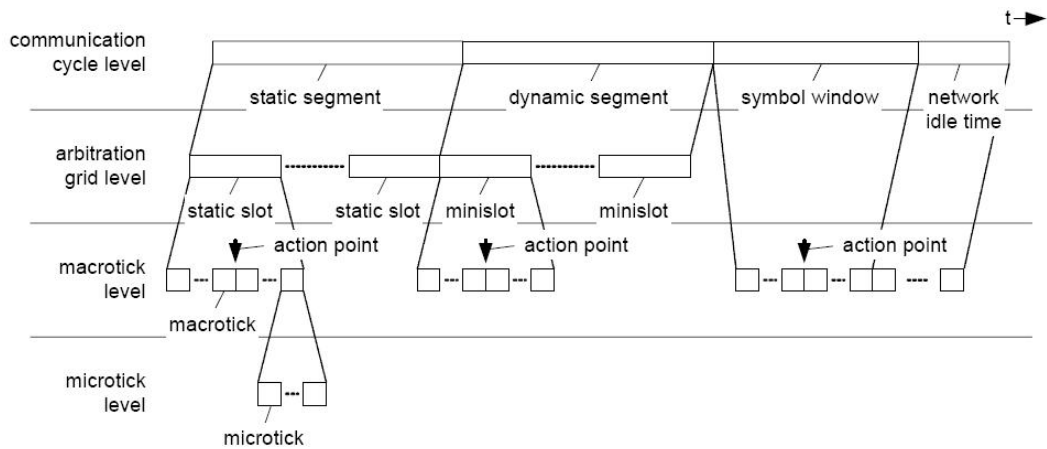 t
communication
cycle level
static segment
dynamic segment
symbol window
network
idle time
arbitration
grid level
static slot
static slot
minislot
minislot
action point
action point
action point
macrotick
level
macrotick
microtick
level
microtick